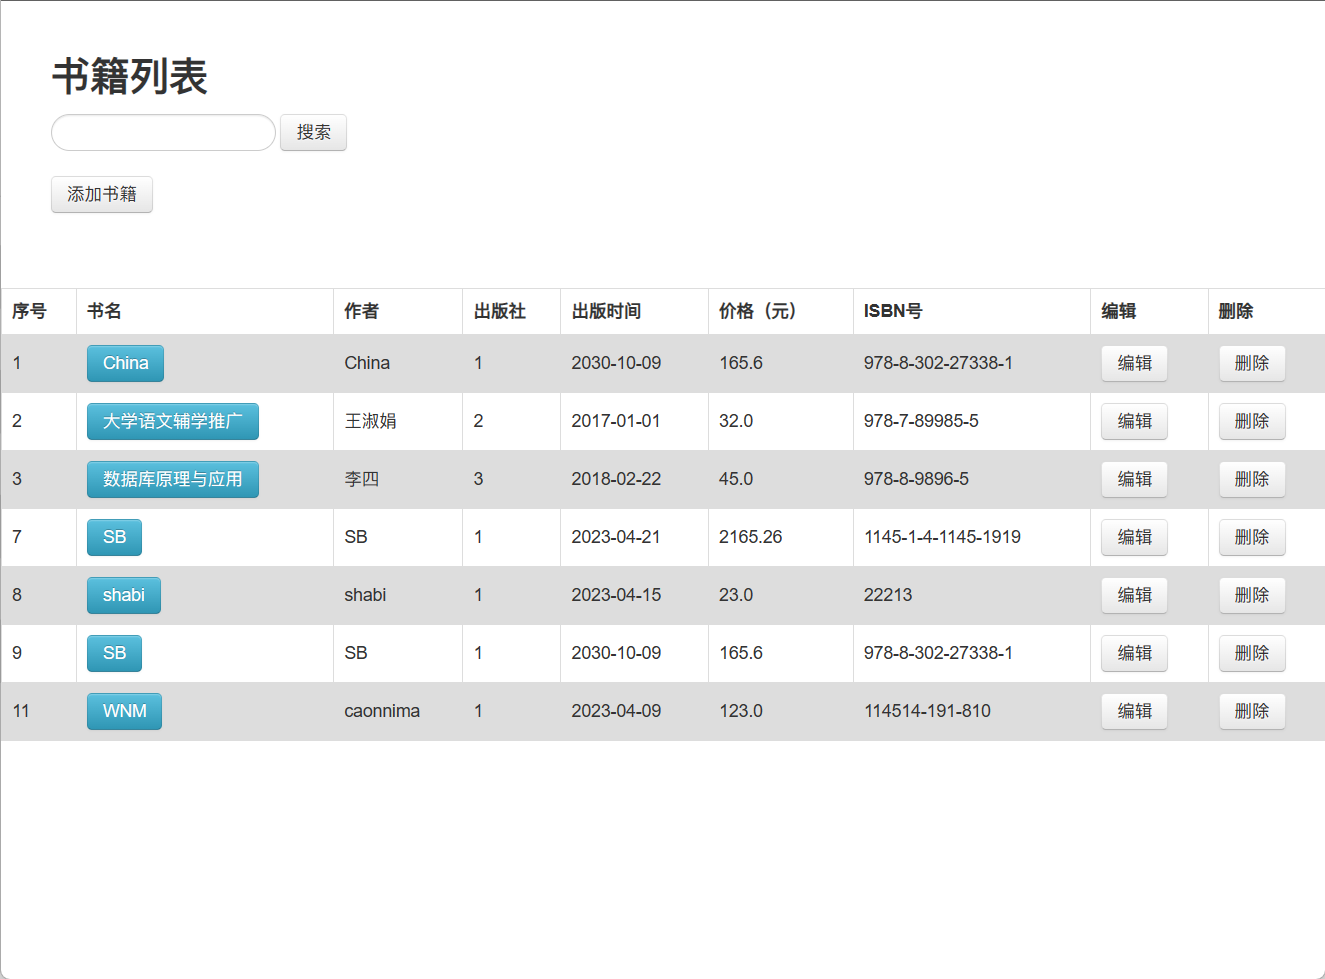 书籍列表
搜索
添加书籍
序号 书名 作者 出版社 出版时间 价格（元） ISBN号 编辑 删除
1 China China 1 2030-10-09 165.6 978-8-302-27338-1 编辑 删除
2 大学语文辅学推广 王淑娟 2 2017-01-01 32.0 978-7-89985-5 编辑 删除
3 数据库原理与应用 李四 3 2018-02-22 45.0 978-8-9896-5 编辑 删除
7 SB SB 1 2023-04-21 2165.26 1145-1-4-1145-1919 编辑 删除
8 shabi shabi 1 2023-04-15 23.0 22213 编辑 删除
9 SB SB 1 2030-10-09 165.6 978-8-302-27338-1 编辑 删除
11 WNM caonnima 1 2023-04-09 123.0 114514-191-810 编辑 删除